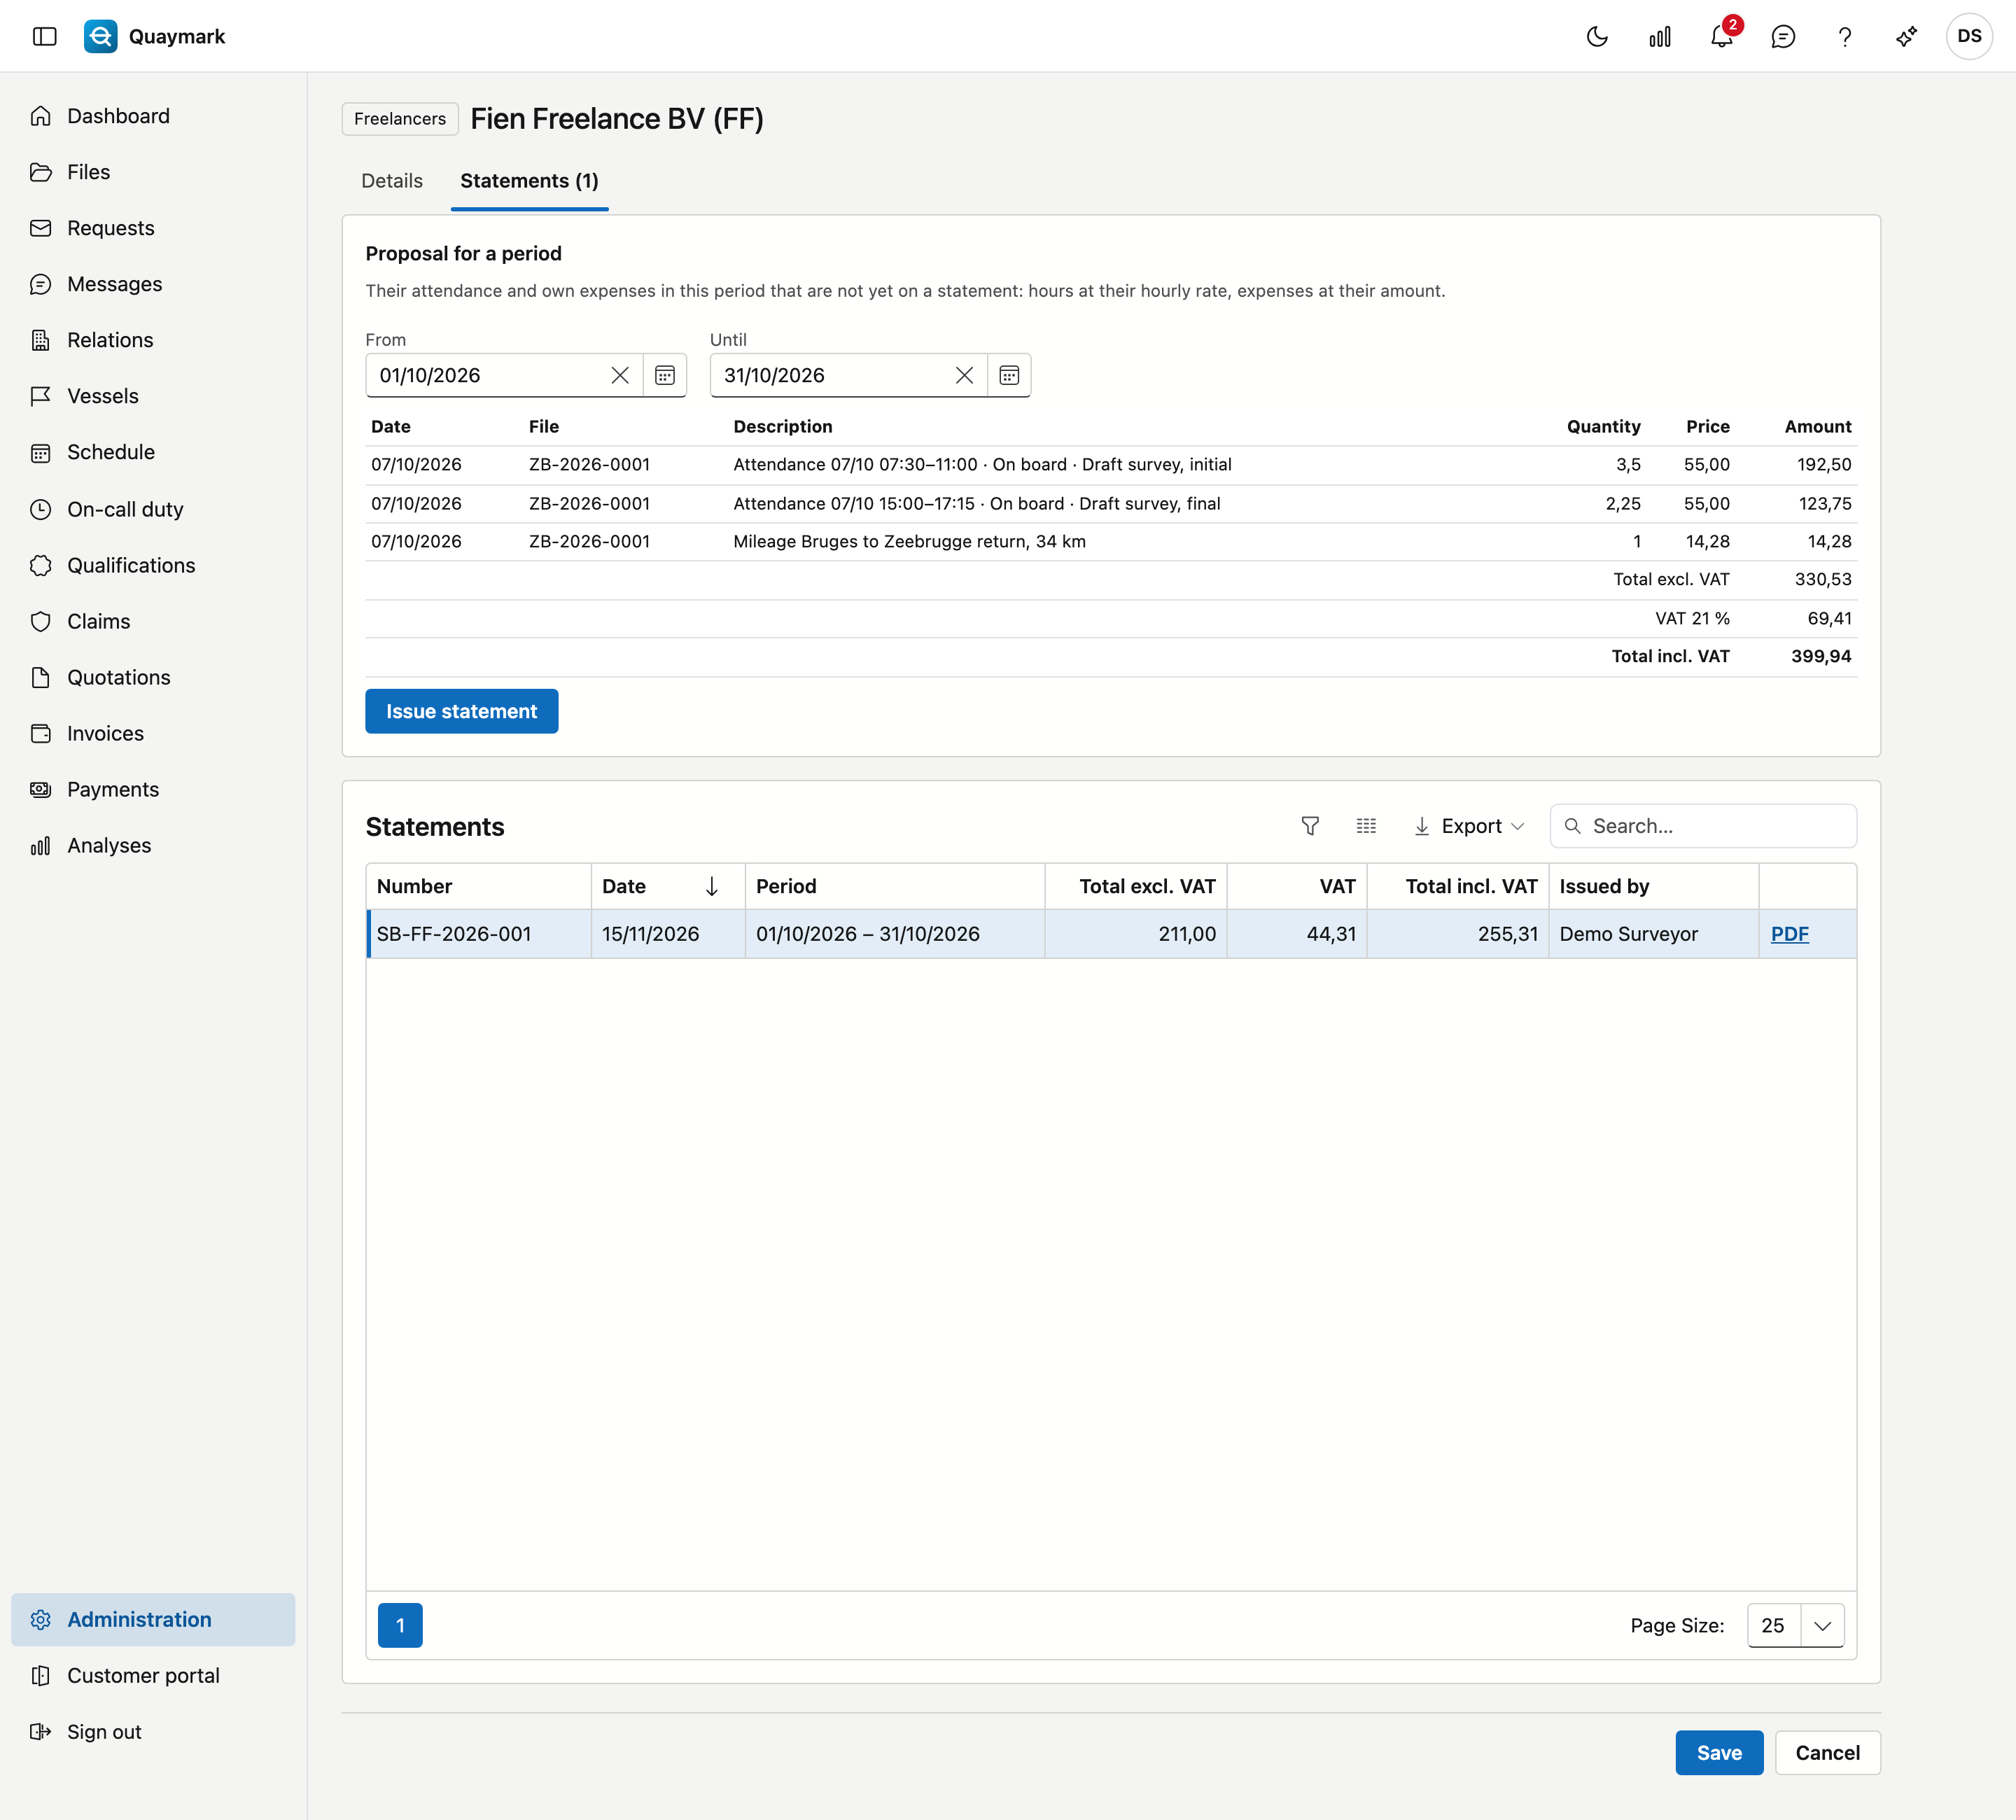 Quaymark
2
DS
Dashboard
Files
Requests
Messages
Relations
Vessels
Schedule
On-call duty
Qualifications
Claims
Quotations
Invoices
Payments
Analyses
Administration
Customer portal
Sign out
Freelancers Fien Freelance BV (FF)
Details Statements (1)
Proposal for a period
Their attendance and own expenses in this period that are not yet on a statement: hours at their hourly rate, expenses at their amount.
From Until
01/10/2026 31/10/2026
Date File Description Quantity Price Amount
07/10/2026 ZB-2026-0001 Attendance 07/10 07:30–11:00 · On board · Draft survey, initial 3,5 55,00 192,50
07/10/2026 ZB-2026-0001 Attendance 07/10 15:00–17:15 · On board · Draft survey, final 2,25 55,00 123,75
07/10/2026 ZB-2026-0001 Mileage Bruges to Zeebrugge return, 34 km 1 14,28 14,28
Total excl. VAT 330,53
VAT 21 % 69,41
Total incl. VAT 399,94
Issue statement
Statements Export Search...
Number Date Period Total excl. VAT VAT Total incl. VAT Issued by
SB-FF-2026-001 15/11/2026 01/10/2026 – 31/10/2026 211,00 44,31 255,31 Demo Surveyor PDF
1 Page Size: 25
Save Cancel